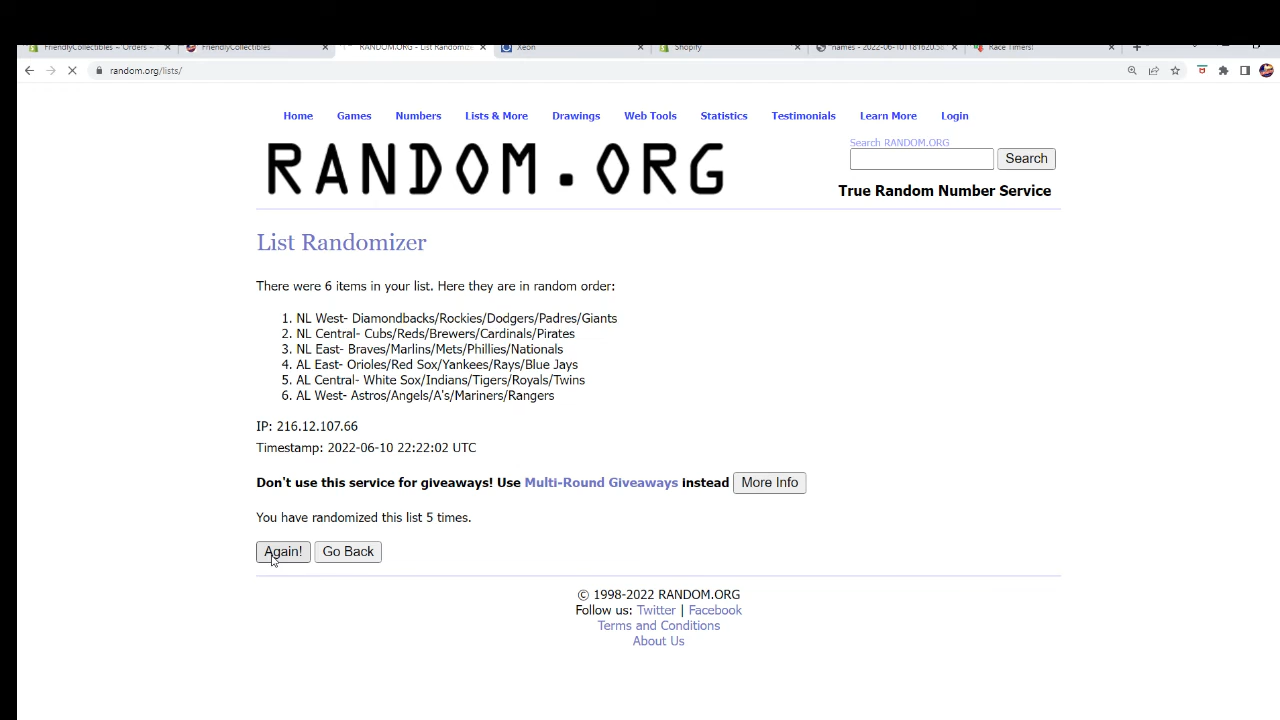 FriendlyCollectibles ~ Orders ~ × FriendlyCollectibles × RANDOM.ORG - List Randomize × Xeon × Shopify × × Race Timers! × +
random.org/lists/
Home Games Numbers Lists & More Drawings Web Tools Statistics Testimonials Learn More Login
Search RANDOM.ORG
RANDOM.ORG
Search
True Random Number Service
List Randomizer
There were 6 items in your list. Here they are in random order:
1. NL West- Diamondbacks/Rockies/Dodgers/Padres/Giants
2. NL Central- Cubs/Reds/Brewers/Cardinals/Pirates
3. NL East- Braves/Marlins/Mets/Phillies/Nationals
4. AL East- Orioles/Red Sox/Yankees/Rays/Blue Jays
5. AL Central- White Sox/Indians/Tigers/Royals/Twins
6. AL West- Astros/Angels/A's/Mariners/Rangers
IP: 216.12.107.66
Timestamp: 2022-06-10 22:22:02 UTC
Don't use this service for giveaways! Use Multi-Round Giveaways instead More Info
You have randomized this list 5 times.
Again! Go Back
© 1998-2022 RANDOM.ORG
Follow us: Twitter | Facebook
Terms and Conditions
About Us